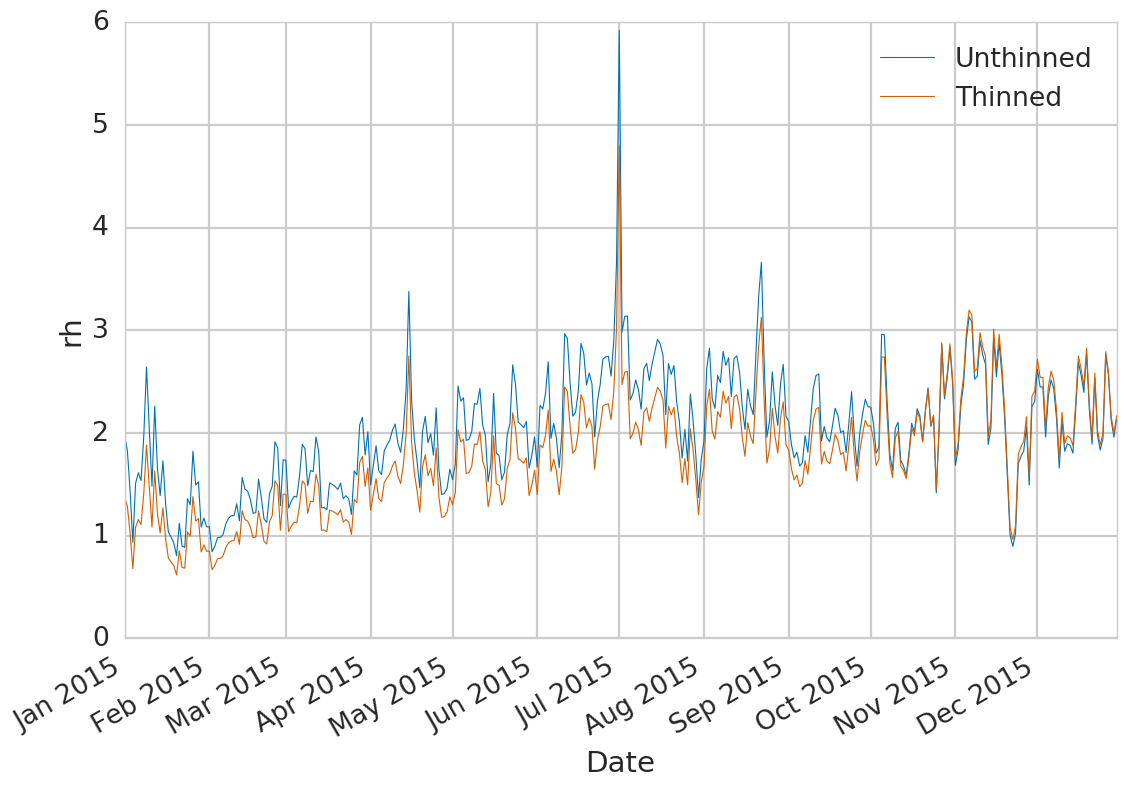 6
5
4
3
2
1
0
rh
Unthinned
Thinned
Jan 2015
Feb 2015
Mar 2015
Apr 2015
May 2015
Jun 2015
Jul 2015
Aug 2015
Sep 2015
Oct 2015
Nov 2015
Dec 2015
Date